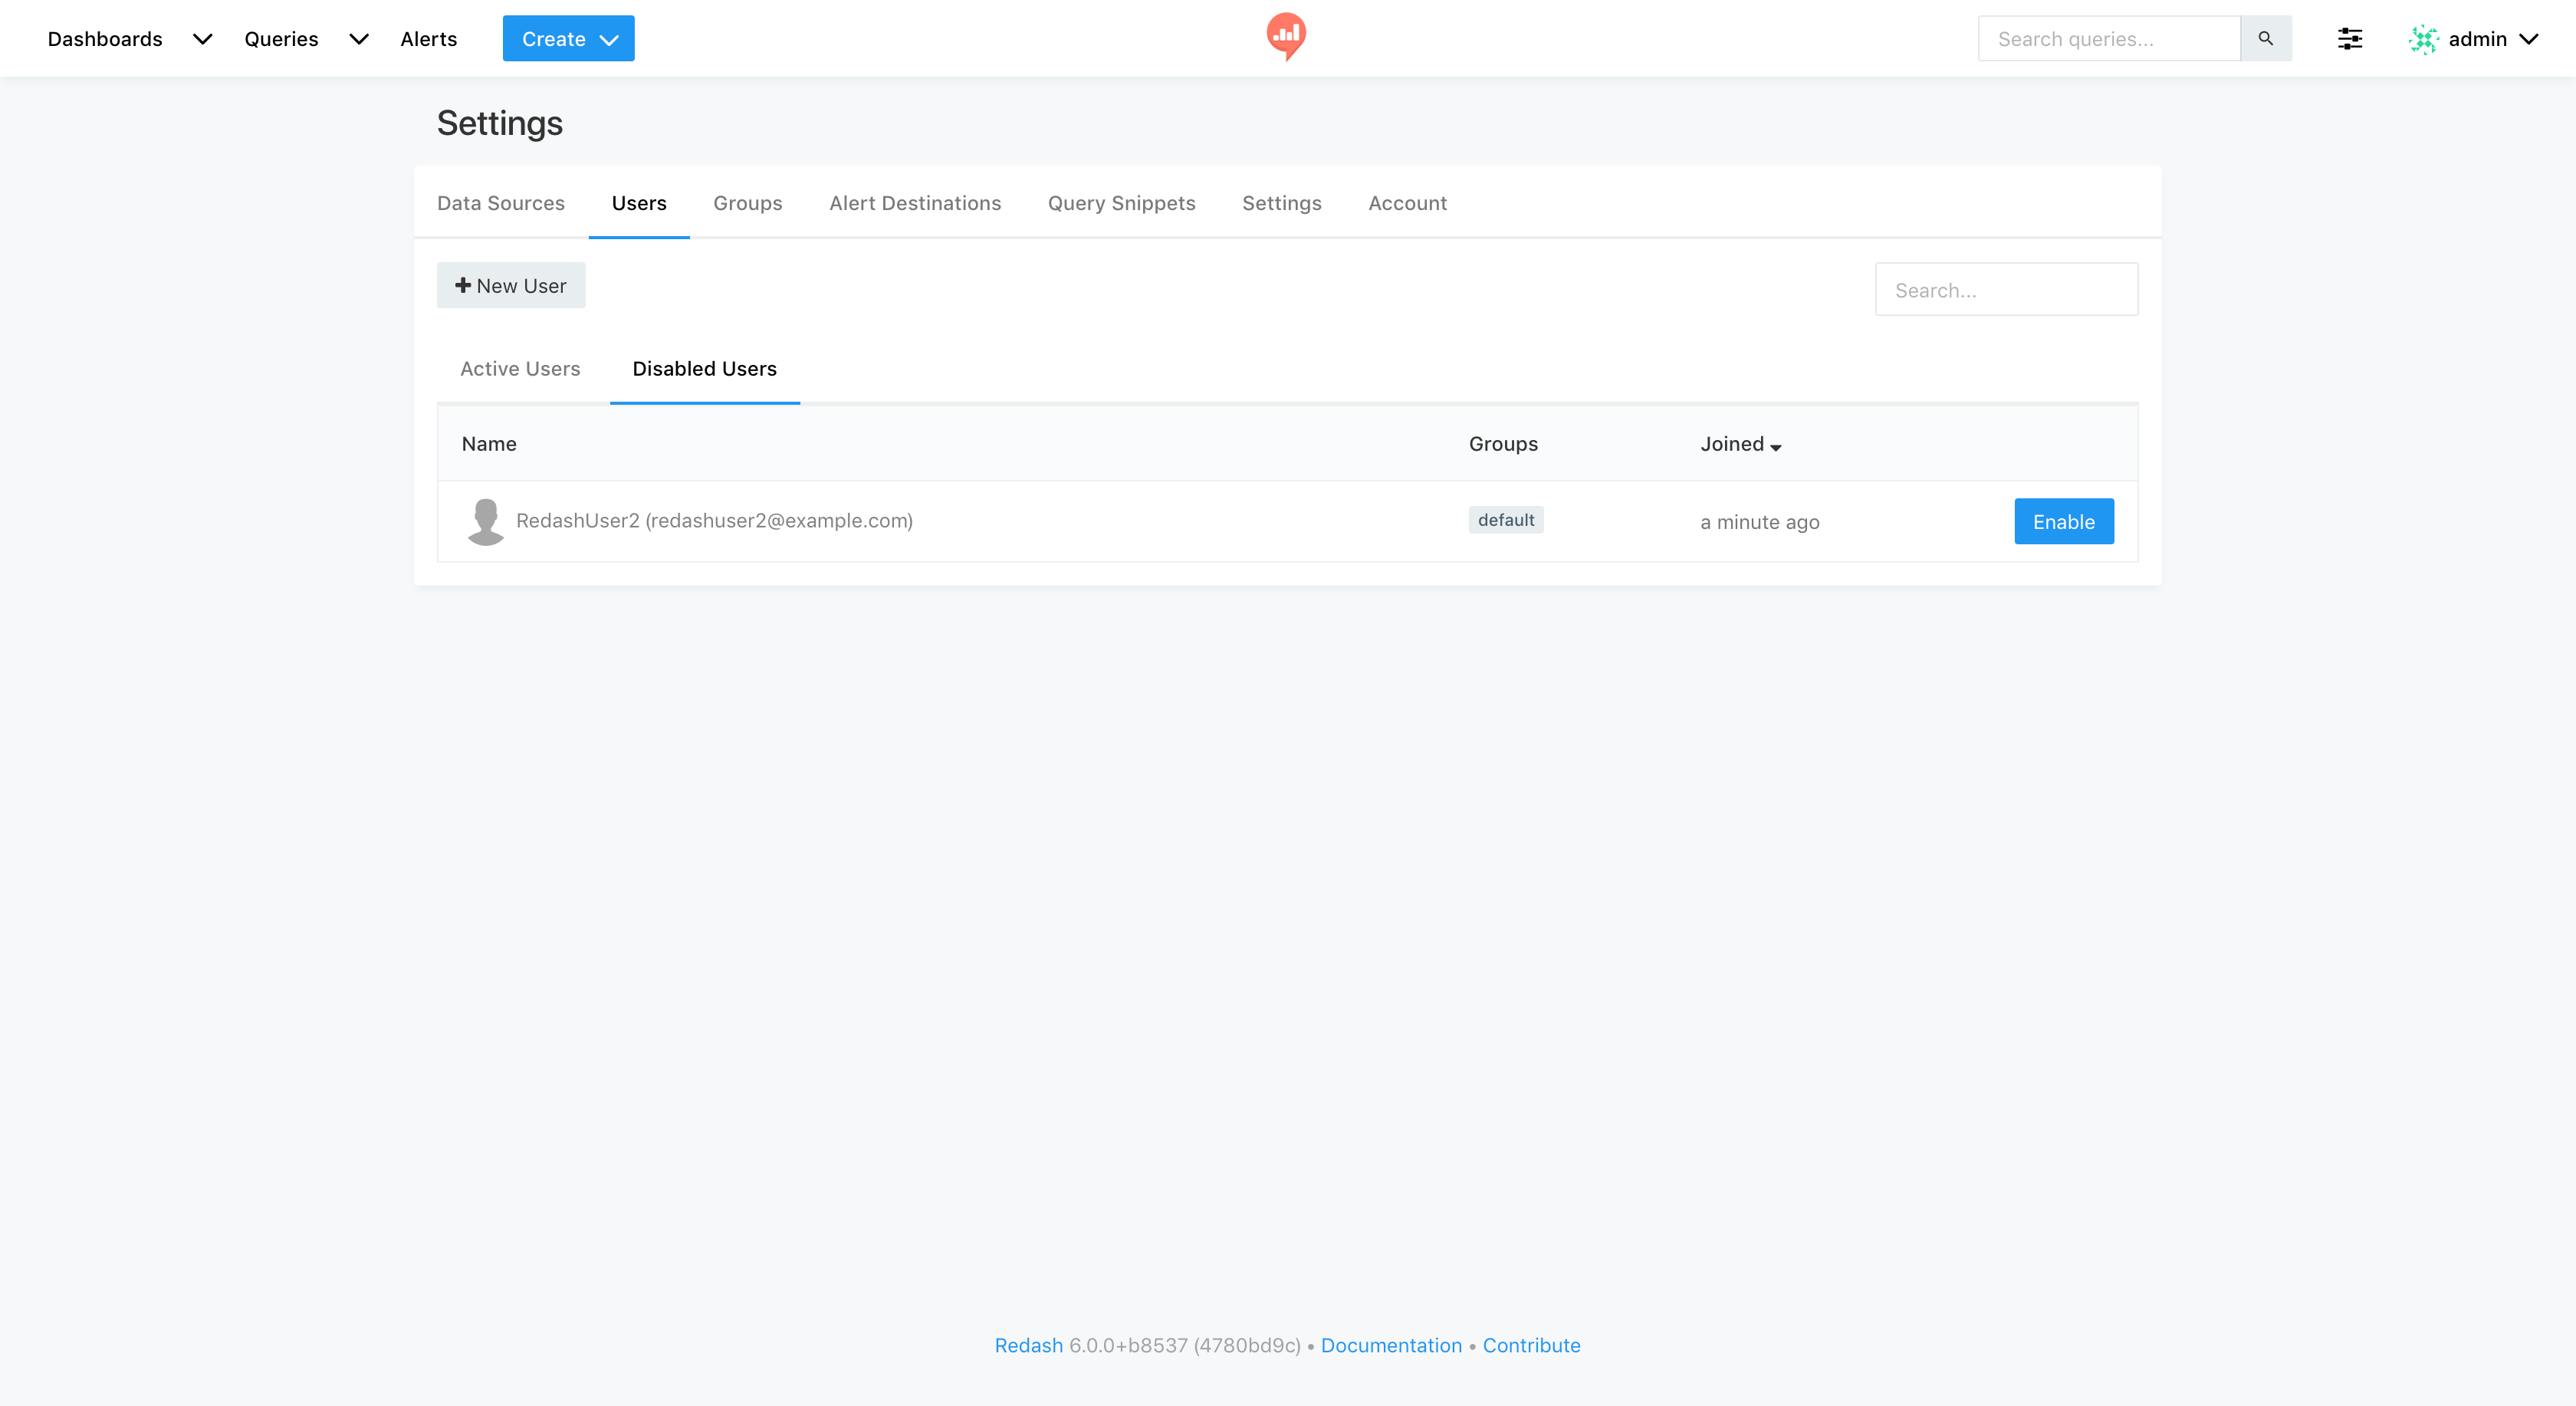 Dashboards Queries Alerts Create Search queries... admin
Settings
Data Sources Users Groups Alert Destinations Query Snippets Settings Account
New User Search...
Active Users Disabled Users
Name Groups Joined
RedashUser2 (redashuser2@example.com) default a minute ago Enable
Redash 6.0.0+b8537 (4780bd9c) • Documentation • Contribute